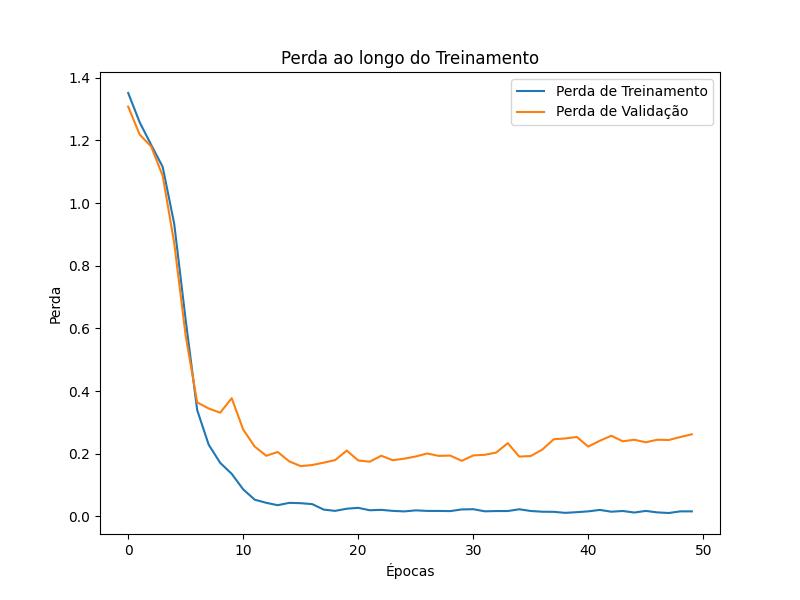 Perda ao longo do Treinamento
Perda de Treinamento
Perda de Validação
1.4
1.2
1.0
0.8
0.6
0.4
0.2
0.0
Perda
0 10 20 30 40 50
Épocas